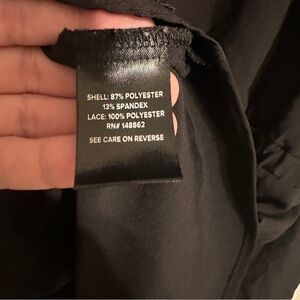 SHELL: 87% POLYESTER
13% SPANDEX
LACE: 100% POLYESTER
RN# 148862
SEE CARE ON REVERSE